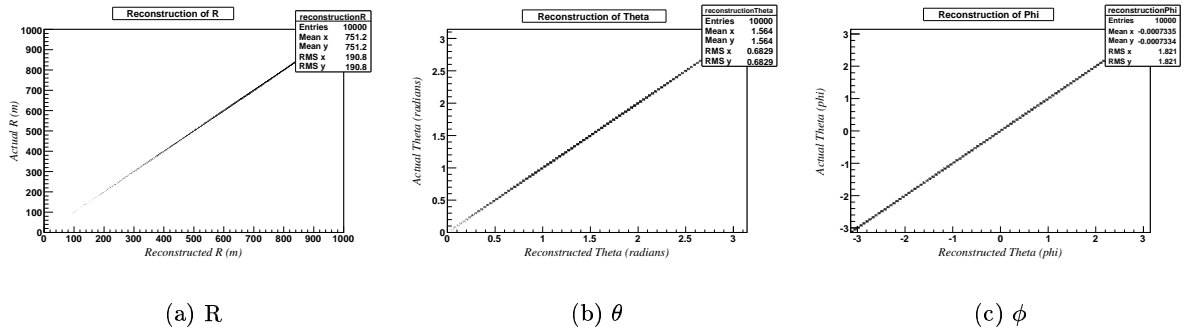 Reconstruction of R
reconstructionR
Entries 10000
Mean x 751.2
Mean y 751.2
RMS x 190.8
RMS y 190.8
Actual R (m)
1000
900
800
700
600
500
400
300
200
100
0
0 100 200 300 400 500 600 700 800 900 1000
Reconstructed R (m)
(a) R
Reconstruction of Theta
reconstructionTheta
Entries 10000
Mean x 1.564
Mean y 1.564
RMS x 0.6829
RMS y 0.6829
Actual Theta (radians)
3
2.5
2
1.5
1
0.5
0
0 0.5 1 1.5 2 2.5 3
Reconstructed Theta (radians)
(b) θ
Reconstruction of Phi
reconstructionPhi
Entries 10000
Mean x -0.0007335
Mean y -0.0007334
RMS x 1.821
RMS y 1.821
Actual Theta (phi)
3
2
1
0
-1
-2
-3
-3 -2 -1 0 1 2 3
Reconstructed Theta (phi)
(c) ϕ